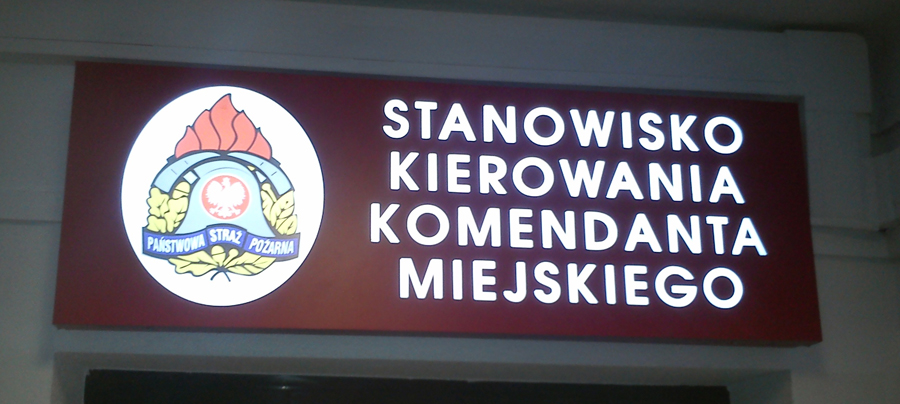 PAŃSTWOWA STRAŻ POŻARNA
STANOWISKO
KIEROWANIA
KOMENDANTA
MIEJSKIEGO